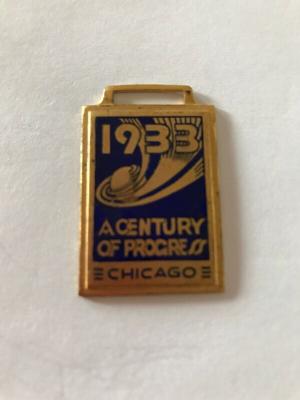 1933
A CENTURY
OF PROGRESS
CHICAGO